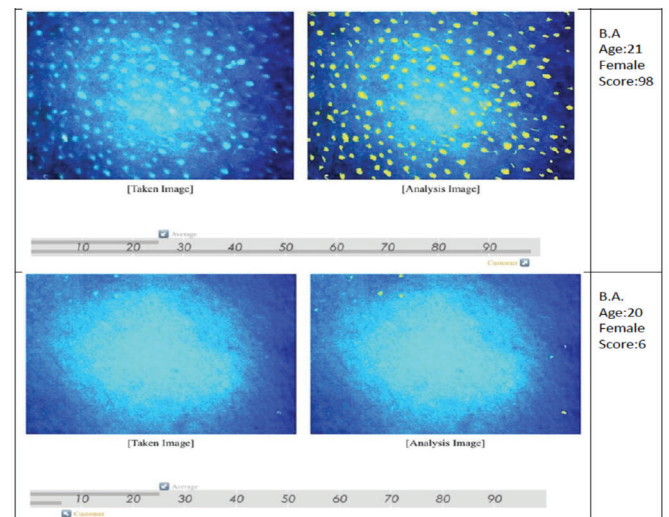 B.A
Age:21
Female
Score:98
[Taken Image]
[Analysis Image]
Average
10 20 30 40 50 60 70 80 90
Customer
B.A.
Age:20
Female
Score:6
[Taken Image]
[Analysis Image]
Average
10 20 30 40 50 60 70 80 90
Customer